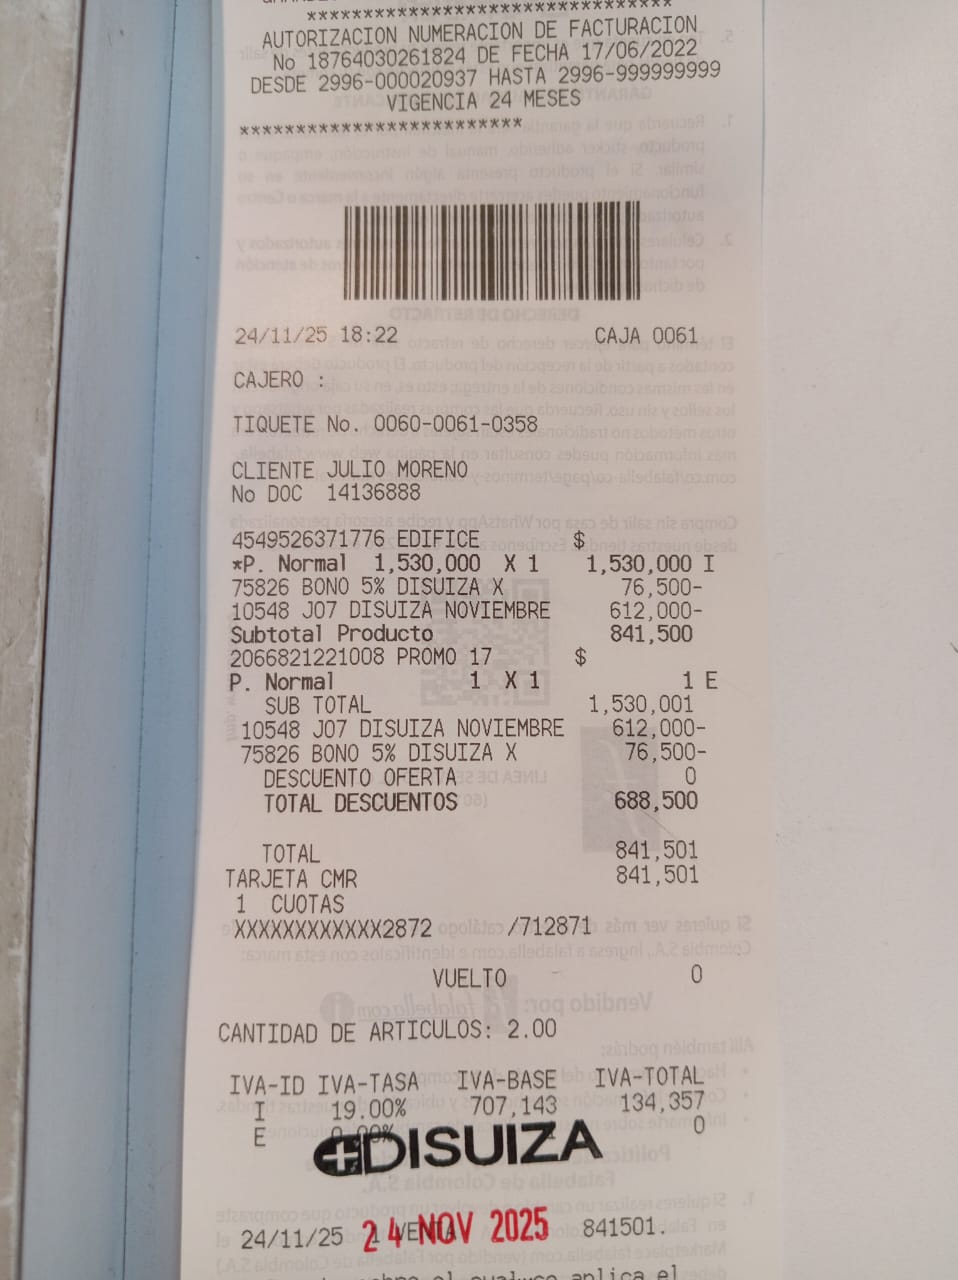 *******************************
AUTORIZACION NUMERACION DE FACTURACION
No 18764030261824 DE FECHA 17/06/2022
DESDE 2996-000020937 HASTA 2996-999999999
VIGENCIA 24 MESES
*************************
24/11/25 18:22 CAJA 0061
CAJERO :
TIQUETE No. 0060-0061-0358
CLIENTE JULIO MORENO
No DOC 14136888
4549526371776 EDIFICE $
*P. Normal 1,530,000 X 1 1,530,000 I
75826 BONO 5% DISUIZA X 76,500-
10548 J07 DISUIZA NOVIEMBRE 612,000-
Subtotal Producto 841,500
2066821221008 PROMO 17 $
P. Normal 1 X 1 1 E
SUB TOTAL 1,530,001
10548 J07 DISUIZA NOVIEMBRE 612,000-
75826 BONO 5% DISUIZA X 76,500-
DESCUENTO OFERTA 0
TOTAL DESCUENTOS 688,500
TOTAL 841,501
TARJETA CMR 841,501
1 CUOTAS
XXXXXXXXXXXX2872 /712871
VUELTO 0
CANTIDAD DE ARTICULOS: 2.00
IVA-ID IVA-TASA IVA-BASE IVA-TOTAL
I 19.00% 707,143 134,357
E 0.00% 0
DISUIZA
24/11/25 1 VENTA 841501.
24 NOV 2025
aplica el